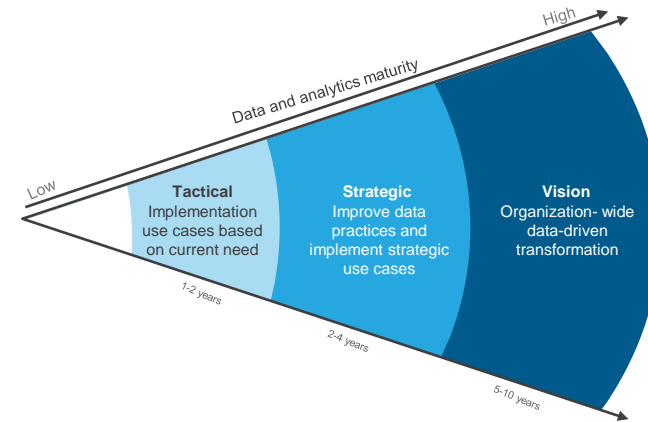 High
Data and analytics maturity
Low
Tactical
Implementation
use cases based
on current need
Strategic
Improve data
practices and
implement strategic
use cases
Vision
Organization- wide
data-driven
transformation
1-2 years
2-4 years
5-10 years